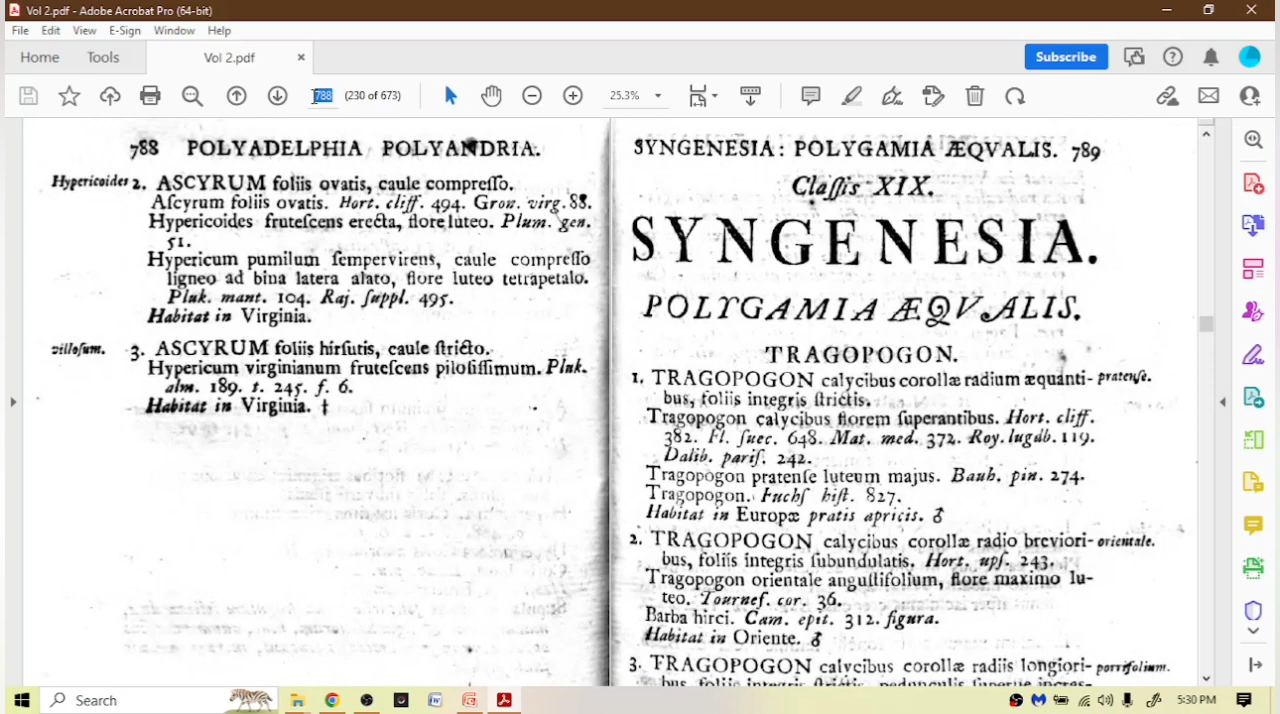 Vol 2.pdf - Adobe Acrobat Pro (64-bit)
File Edit View E-Sign Window Help
Home Tools Vol 2.pdf × Subscribe
788 (230 of 673) 25.3%
788 POLYADELPHIA POLYANDRIA.
Hypericoides 2. ASCYRUM foliis ovatis, caule compreſſo.
Aſcyrum foliis ovatis. Hort. cliff. 494. Gron. virg. 88.
Hypericoides fruteſcens erecta, flore luteo. Plum. gen.
51.
Hypericum pumilum ſempervirens, caule compreſſo
ligneo ad bina latera alato, flore luteo tetrapetalo.
Pluk. mant. 104. Raj. ſuppl. 495.
Habitat in Virginia.
villoſum. 3. ASCYRUM foliis hirſutis, caule ſtricto.
Hypericum virginianum fruteſcens piloſiſſimum. Pluk.
alm. 189. t. 245. f. 6.
Habitat in Virginia. †
SYNGENESIA: POLYGAMIA ÆQVALIS. 789
Claſſis XIX.
SYNGENESIA.
POLYGAMIA ÆQVALIS.
TRAGOPOGON.
1. TRAGOPOGON calycibus corollæ radium æquanti- pratenſe.
bus, foliis integris ſtrictis.
Tragopogon calycibus florem ſuperantibus. Hort. cliff.
382. Fl. ſuec. 648. Mat. med. 372. Roy. lugdb. 119.
Dalib. pariſ. 242.
Tragopogon pratenſe luteum majus. Bauh. pin. 274.
Tragopogon. Fuchſ hiſt. 827.
Habitat in Europæ pratis apricis. ♂
2. TRAGOPOGON calycibus corollæ radio breviori- orientale.
bus, foliis integris ſubundulatis. Hort. upſ. 243.
Tragopogon orientale anguſtifolium, flore maximo lu-
teo. Tournef. cor. 36.
Barba hirci. Cam. epit. 312. figura.
Habitat in Oriente. ♂
3. TRAGOPOGON calycibus corollæ radiis longiori- porrifolium.
bus, foliis integris ſtrictis, pedunculis ſuperne incraſ-
Search 5:30 PM